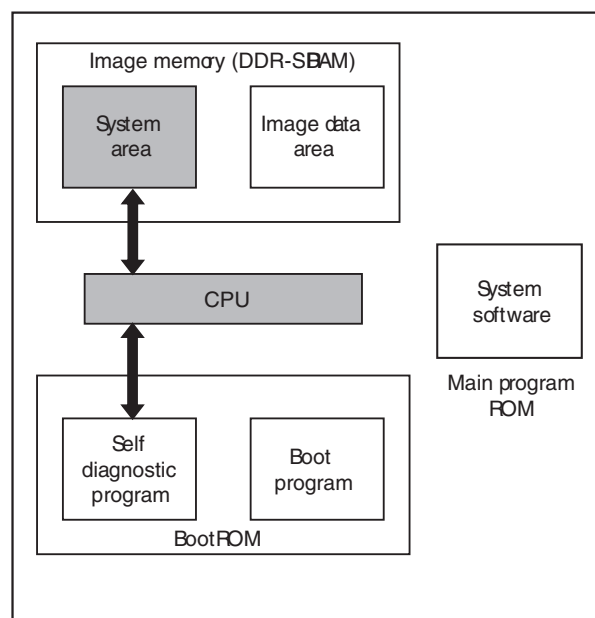 Image memory (DDR-SDRAM)
System
area
Image data
area
CPU
System
software
Main program
ROM
Self
diagnostic
program
Boot
program
BootROM